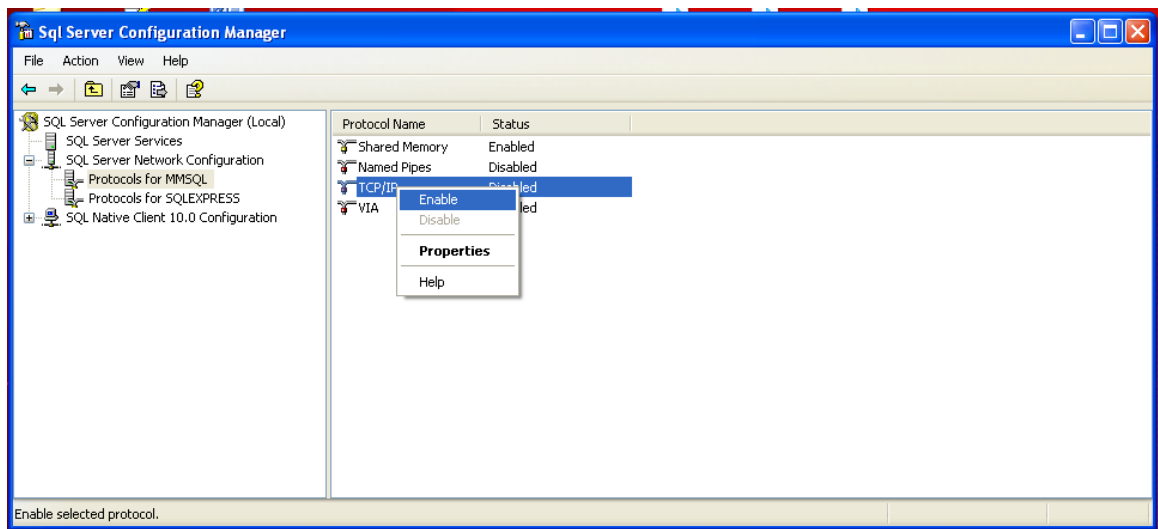 Sql Server Configuration Manager
File Action View Help
SQL Server Configuration Manager (Local)
SQL Server Services
SQL Server Network Configuration
Protocols for MMSQL
Protocols for SQLEXPRESS
SQL Native Client 10.0 Configuration
Protocol Name Status
Shared Memory Enabled
Named Pipes Disabled
TCP/IP
VIA
Enable
Disable
Properties
Help
Enable selected protocol.